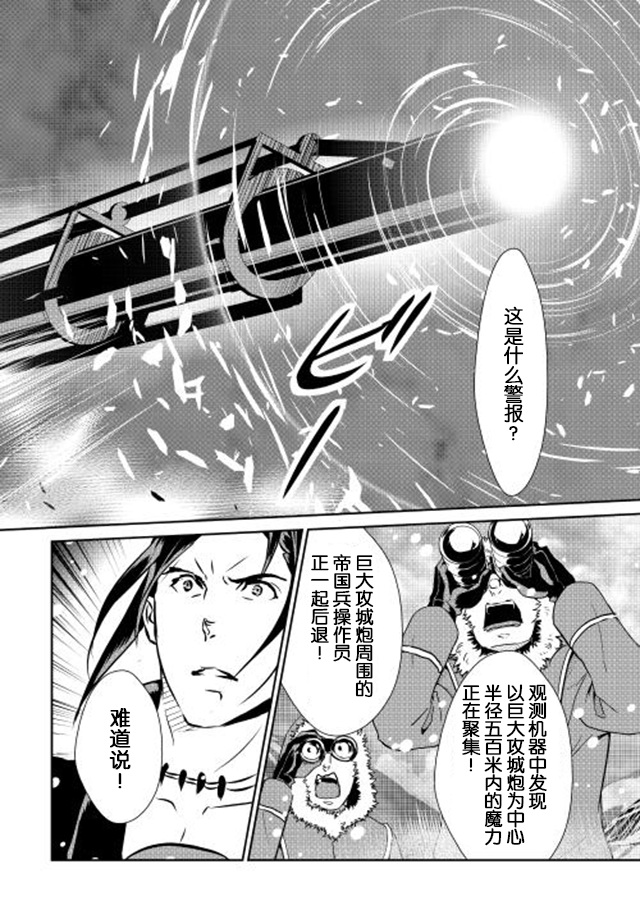 这是什么警报？
ビーッ
观测机器中发现
以巨大攻城炮为中心
半径五百米内的魔力
正在聚集！
巨大攻城炮周围的
帝国兵操作员
正一起后退！
难道说！